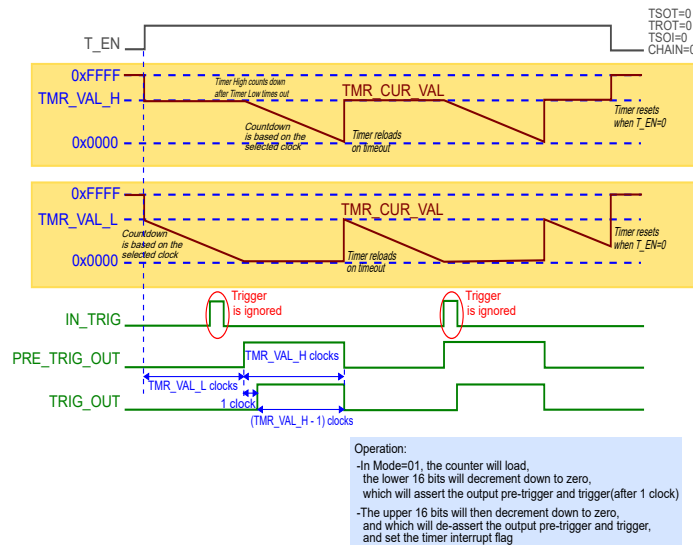 TSOT=0
TROT=0
TSOI=0
CHAIN=0
T_EN
0xFFFF
Timer High counts down
after Timer Low times out
TMR_CUR_VAL
TMR_VAL_H
Countdown
is based on the
selected clock
Timer reloads
on timeout
Timer resets
when T_EN=0
0x0000
0xFFFF
TMR_CUR_VAL
TMR_VAL_L
Countdown
is based on the
selected clock
Timer reloads
on timeout
Timer resets
when T_EN=0
0x0000
Trigger
is ignored
Trigger
is ignored
IN_TRIG
PRE_TRIG_OUT
TMR_VAL_H clocks
TMR_VAL_L clocks
TRIG_OUT
1 clock
(TMR_VAL_H - 1) clocks
Operation:
-In Mode=01, the counter will load,
the lower 16 bits will decrement down to zero,
which will assert the output pre-trigger and trigger(after 1 clock)
-The upper 16 bits will then decrement down to zero,
and which will de-assert the output pre-trigger and trigger,
and set the timer interrupt flag